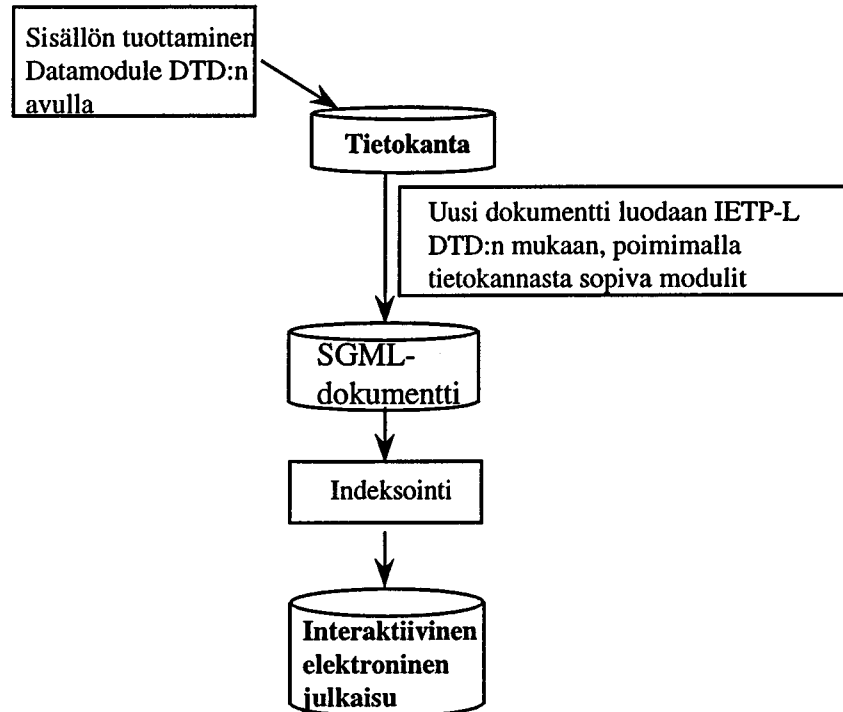 Sisällön tuottaminen
Datamodule DTD:n
avulla
Tietokanta
Uusi dokumentti luodaan IETP-L
DTD:n mukaan, poimimalla
tietokannasta sopiva modulit
SGML-
dokumentti
Indeksointi
Interaktiivinen
elektroninen
julkaisu